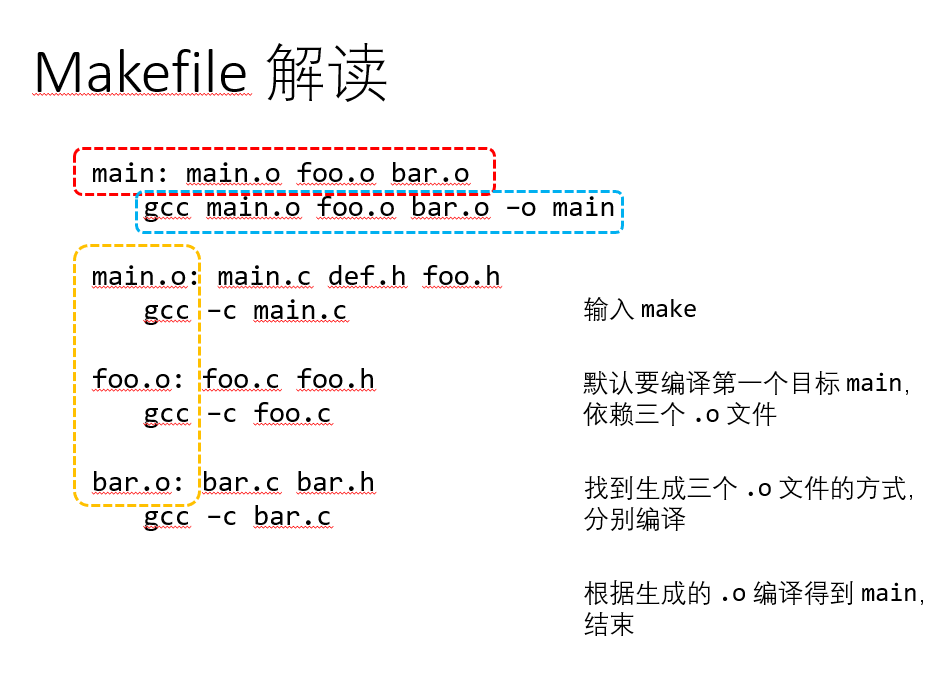 Makefile 解读
main: main.o foo.o bar.o
gcc main.o foo.o bar.o –o main
main.o: main.c def.h foo.h
gcc –c main.c
foo.o: foo.c foo.h
gcc –c foo.c
bar.o: bar.c bar.h
gcc –c bar.c
输入 make
默认要编译第一个目标 main，
依赖三个 .o 文件
找到生成三个 .o 文件的方式，
分别编译
根据生成的 .o 编译得到 main，
结束